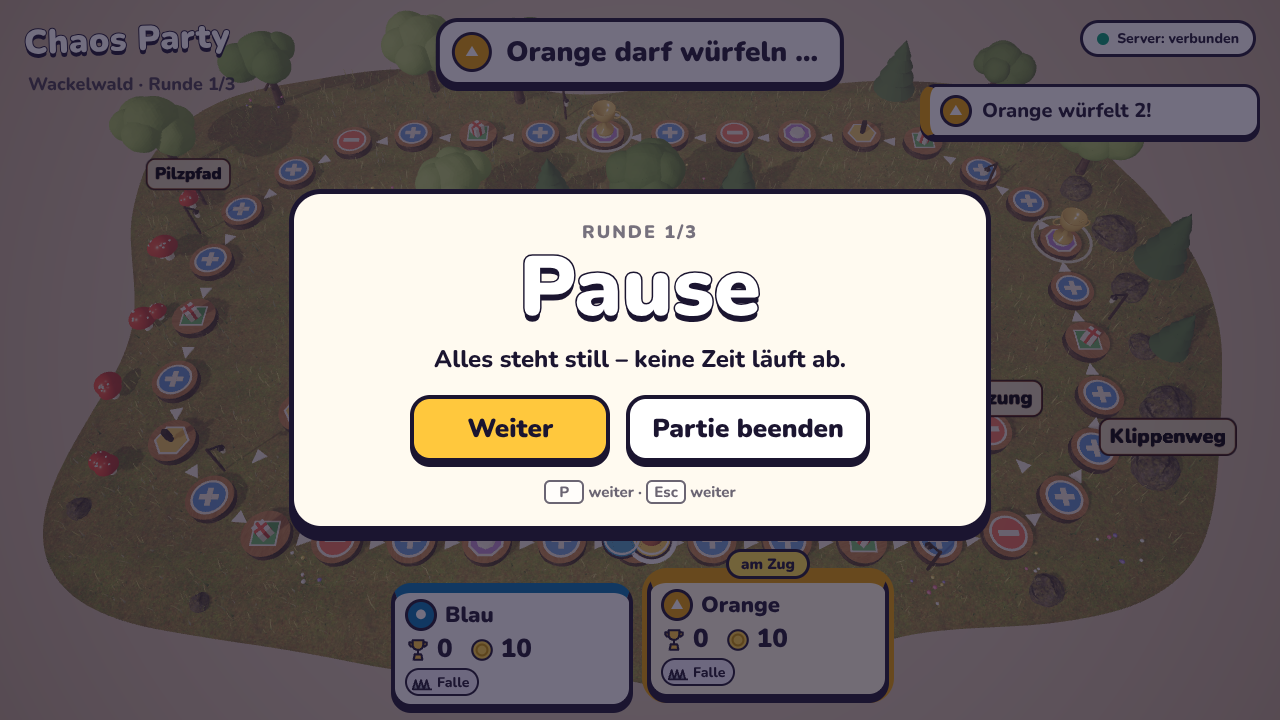 Chaos Party
Wackelwald · Runde 1/3
Orange darf würfeln ...
Server: verbunden
Orange würfelt 2!
Pilzpfad
RUNDE 1/3
Pause
Alles steht still – keine Zeit läuft ab.
Weiter
Partie beenden
P weiter · Esc weiter
zung
Klippenweg
am Zug
Blau
0 10
Falle
Orange
0 10
Falle